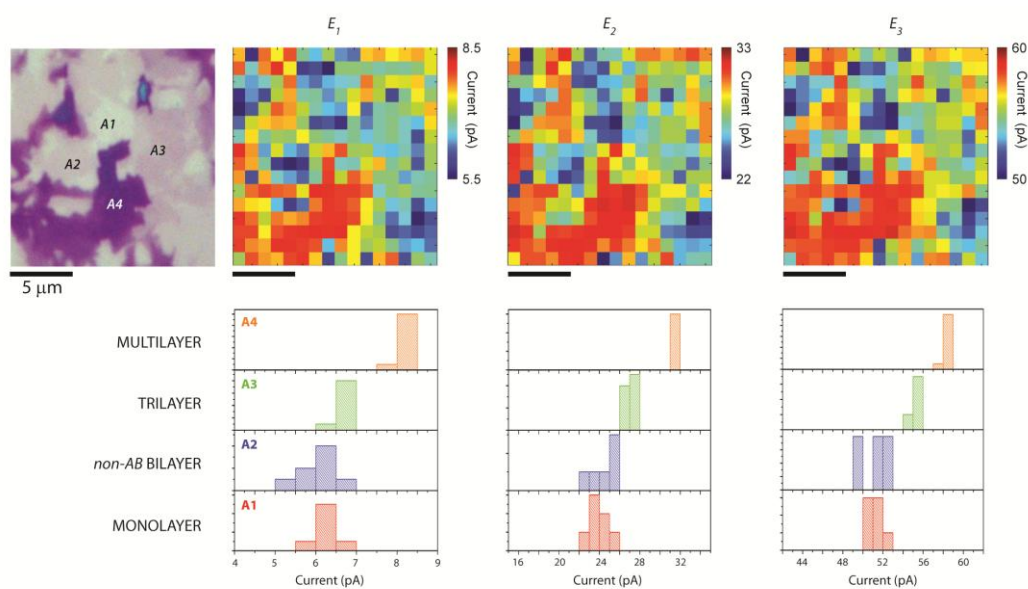 E1
E2
E3
A1
A2
A3
A4
5 μm
8.5
Current (pA)
5.5
33
Current (pA)
22
60
Current (pA)
50
MULTILAYER
A4
TRILAYER
A3
non-AB BILAYER
A2
MONOLAYER
A1
4 5 6 7 8 9
16 20 24 28 32
44 48 52 56 60
Current (pA)
Current (pA)
Current (pA)